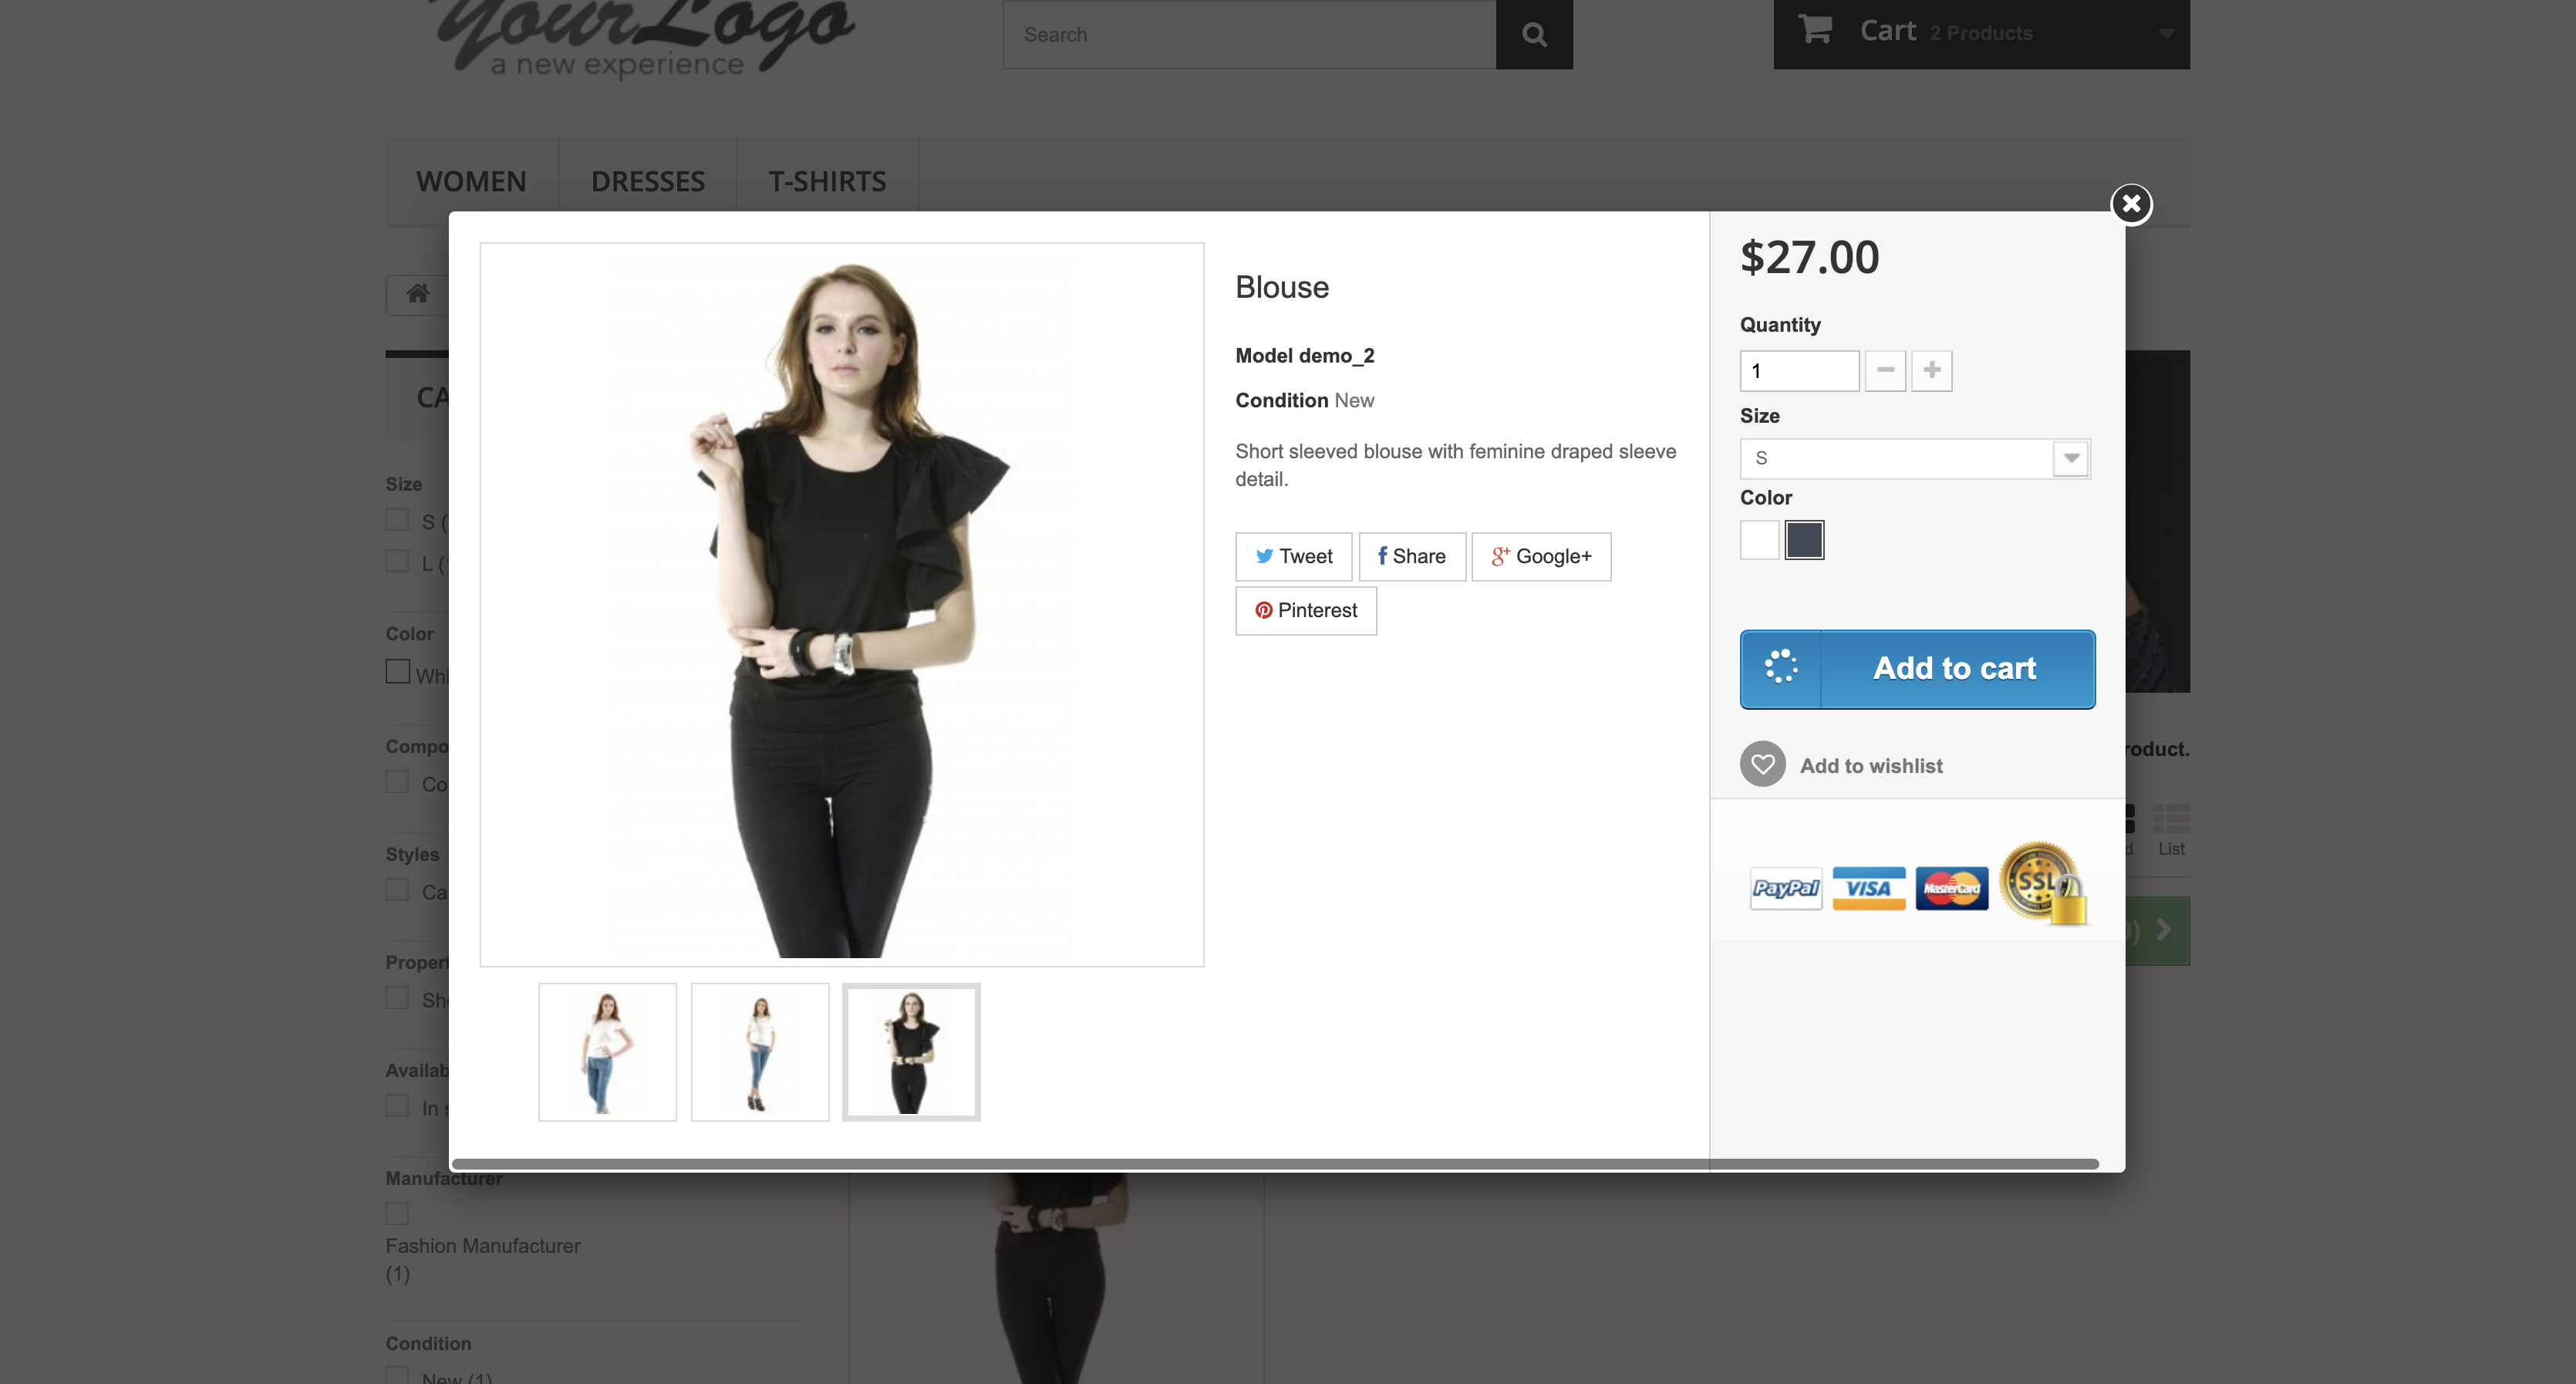 YourLogo
a new experience
Search
Cart 2 Products
WOMEN
DRESSES
T-SHIRTS
Blouse
Model demo_2
Condition New
Short sleeved blouse with feminine draped sleeve
detail.
Tweet
Share
Google+
Pinterest
$27.00
Quantity
1
Size
S
Color
Add to cart
Add to wishlist
PayPal
VISA
MasterCard
SSL
CA
Size
S (
L (
Color
Whi
Compo
Co
Styles
Ca
Propert
Sh
Availab
In s
Manufacturer
Fashion Manufacturer
(1)
Condition
New (1)
roduct.
d
List
)